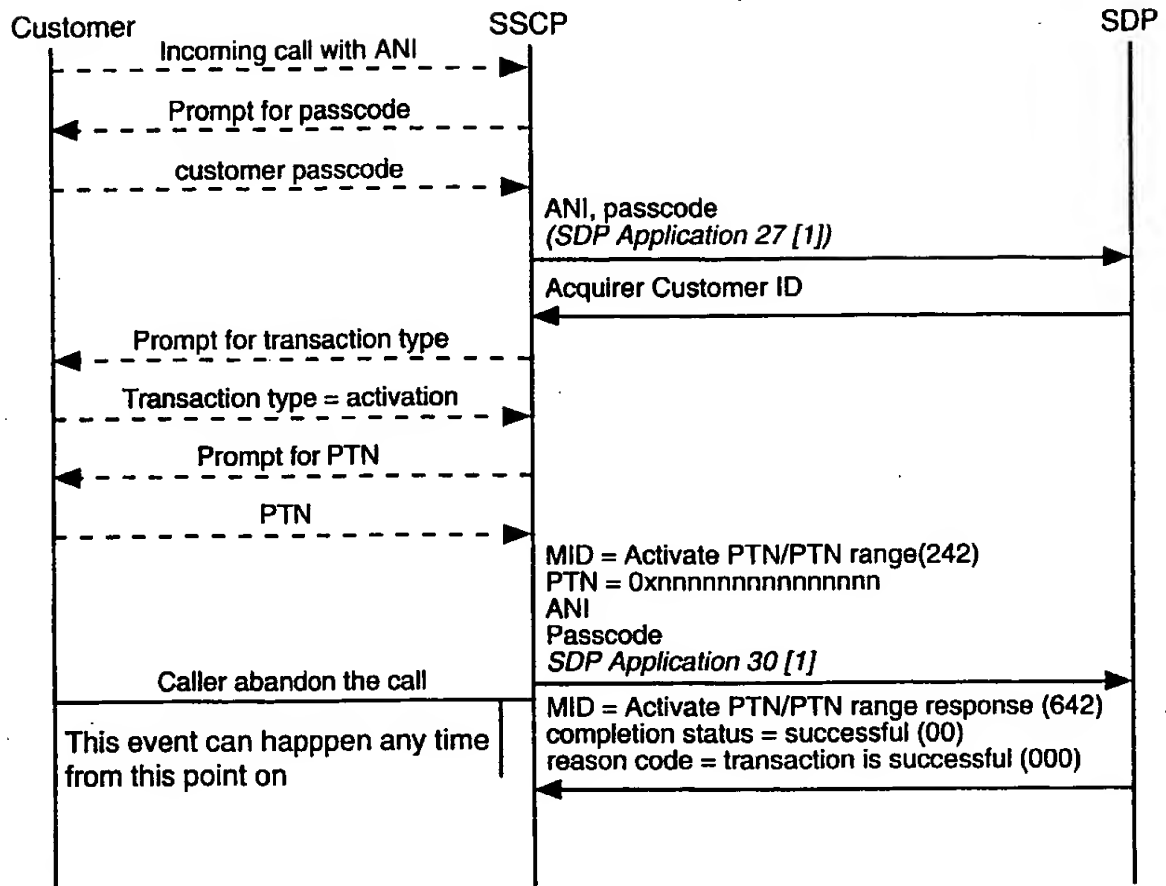 Customer
SSCP
SDP
Incoming call with ANI
Prompt for passcode
customer passcode
ANI, passcode
(SDP Application 27 [1])
Acquirer Customer ID
Prompt for transaction type
Transaction type = activation
Prompt for PTN
PTN
MID = Activate PTN/PTN range(242)
PTN = 0xnnnnnnnnnnnnnnnn
ANI
Passcode
SDP Application 30 [1]
Caller abandon the call
This event can happpen any time
from this point on
MID = Activate PTN/PTN range response (642)
completion status = successful (00)
reason code = transaction is successful (000)